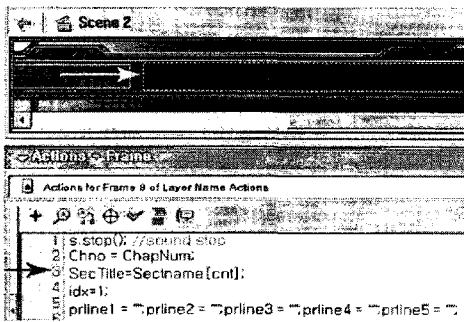 Scene 2
Actions - Frame
Actions for Frame 9 of Layer Name Actions
1 s.stop(); //sound stop
2 Chno = ChapNum;
3 SecTitle=Sectname[cnt];
4 idx=1;
5 prline1 = "";prline2 = "";prline3 = "";prline4 = "";prline5 = "";